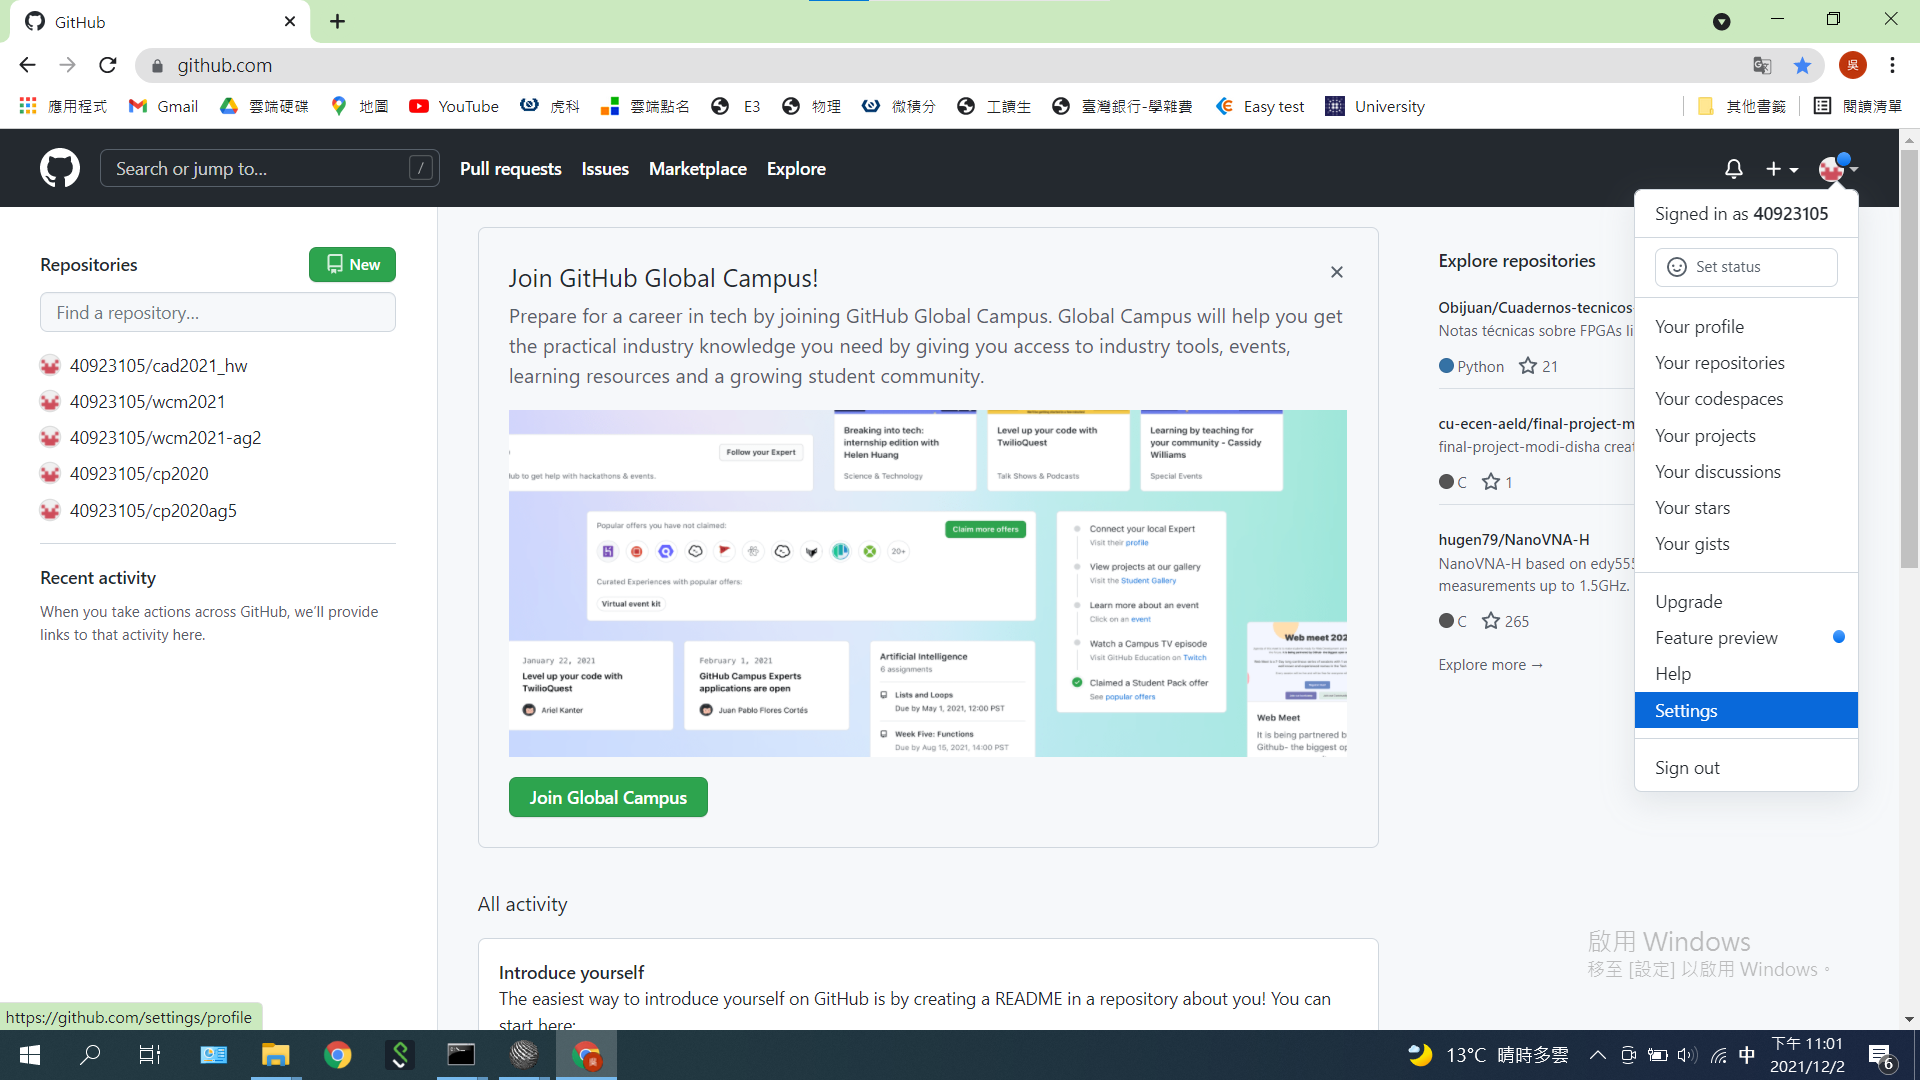 GitHub
github.com
吳
應用程式
Gmail
雲端硬碟
地圖
YouTube
虎科
雲端點名
E3
物理
微積分
工讀生
臺灣銀行-學雜費
Easy test
University
其他書籤
閱讀清單
Search or jump to...
/
Pull requests
Issues
Marketplace
Explore
Repositories
New
Find a repository...
40923105/cad2021_hw
40923105/wcm2021
40923105/wcm2021-ag2
40923105/cp2020
40923105/cp2020ag5
Recent activity
When you take actions across GitHub, we'll provide
links to that activity here.
Join GitHub Global Campus!
Prepare for a career in tech by joining GitHub Global Campus. Global Campus will help you get
the practical industry knowledge you need by giving you access to industry tools, events,
learning resources and a growing student community.
Follow your Expert
lub to get help with hackathons & events.
Breaking into tech:
internship edition with
Helen Huang
Science & Technology
Level up your code with
TwilioQuest
Talk Shows & Podcasts
Learning by teaching for
your community - Cassidy
Williams
Special Events
Popular offers you have not claimed:
Claim more offers
20+
Curated Experiences with popular offers:
Virtual event kit
Connect your local Expert
Visit their profile
View projects at our gallery
Visit the Student Gallery
Learn more about an event
Click on an event
Watch a Campus TV episode
Visit GitHub Education on Twitch
Claimed a Student Pack offer
See popular offers
January 22, 2021
Level up your code with
TwilioQuest
Ariel Kanter
February 1, 2021
GitHub Campus Experts
applications are open
Juan Pablo Flores Cortés
Artificial Intelligence
6 assignments
Lists and Loops
Due by May 1, 2021, 12:00 PST
Week Five: Functions
Due by Aug 15, 2021, 14:00 PST
Web meet 202
Web Meet
It is being partnered b
Github- the biggest op
Join Global Campus
All activity
Introduce yourself
The easiest way to introduce yourself on GitHub is by creating a README in a repository about you! You can
start here:
Explore repositories
Obijuan/Cuadernos-tecnicos
Notas técnicas sobre FPGAs li
Python 21
cu-ecen-aeld/final-project-m
final-project-modi-disha creat
C 1
hugen79/NanoVNA-H
NanoVNA-H based on edy555
measurements up to 1.5GHz.
C 265
Explore more →
Signed in as 40923105
Set status
Your profile
Your repositories
Your codespaces
Your projects
Your discussions
Your stars
Your gists
Upgrade
Feature preview
Help
Settings
Sign out
啟用 Windows
移至 [設定] 以啟用 Windows。
https://github.com/settings/profile
吳
13°C 晴時多雲
中
下午 11:01
2021/12/2
6